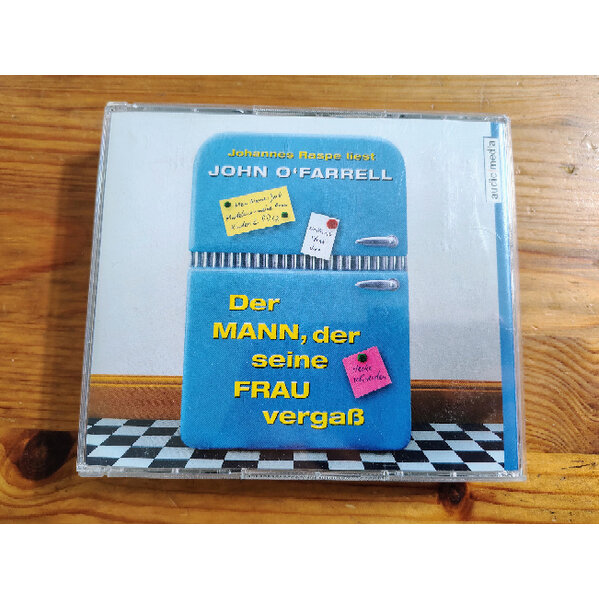 Johannes Raspe liest
JOHN O'FARRELL
audio media
Der
MANN, der
seine
FRAU
vergaß